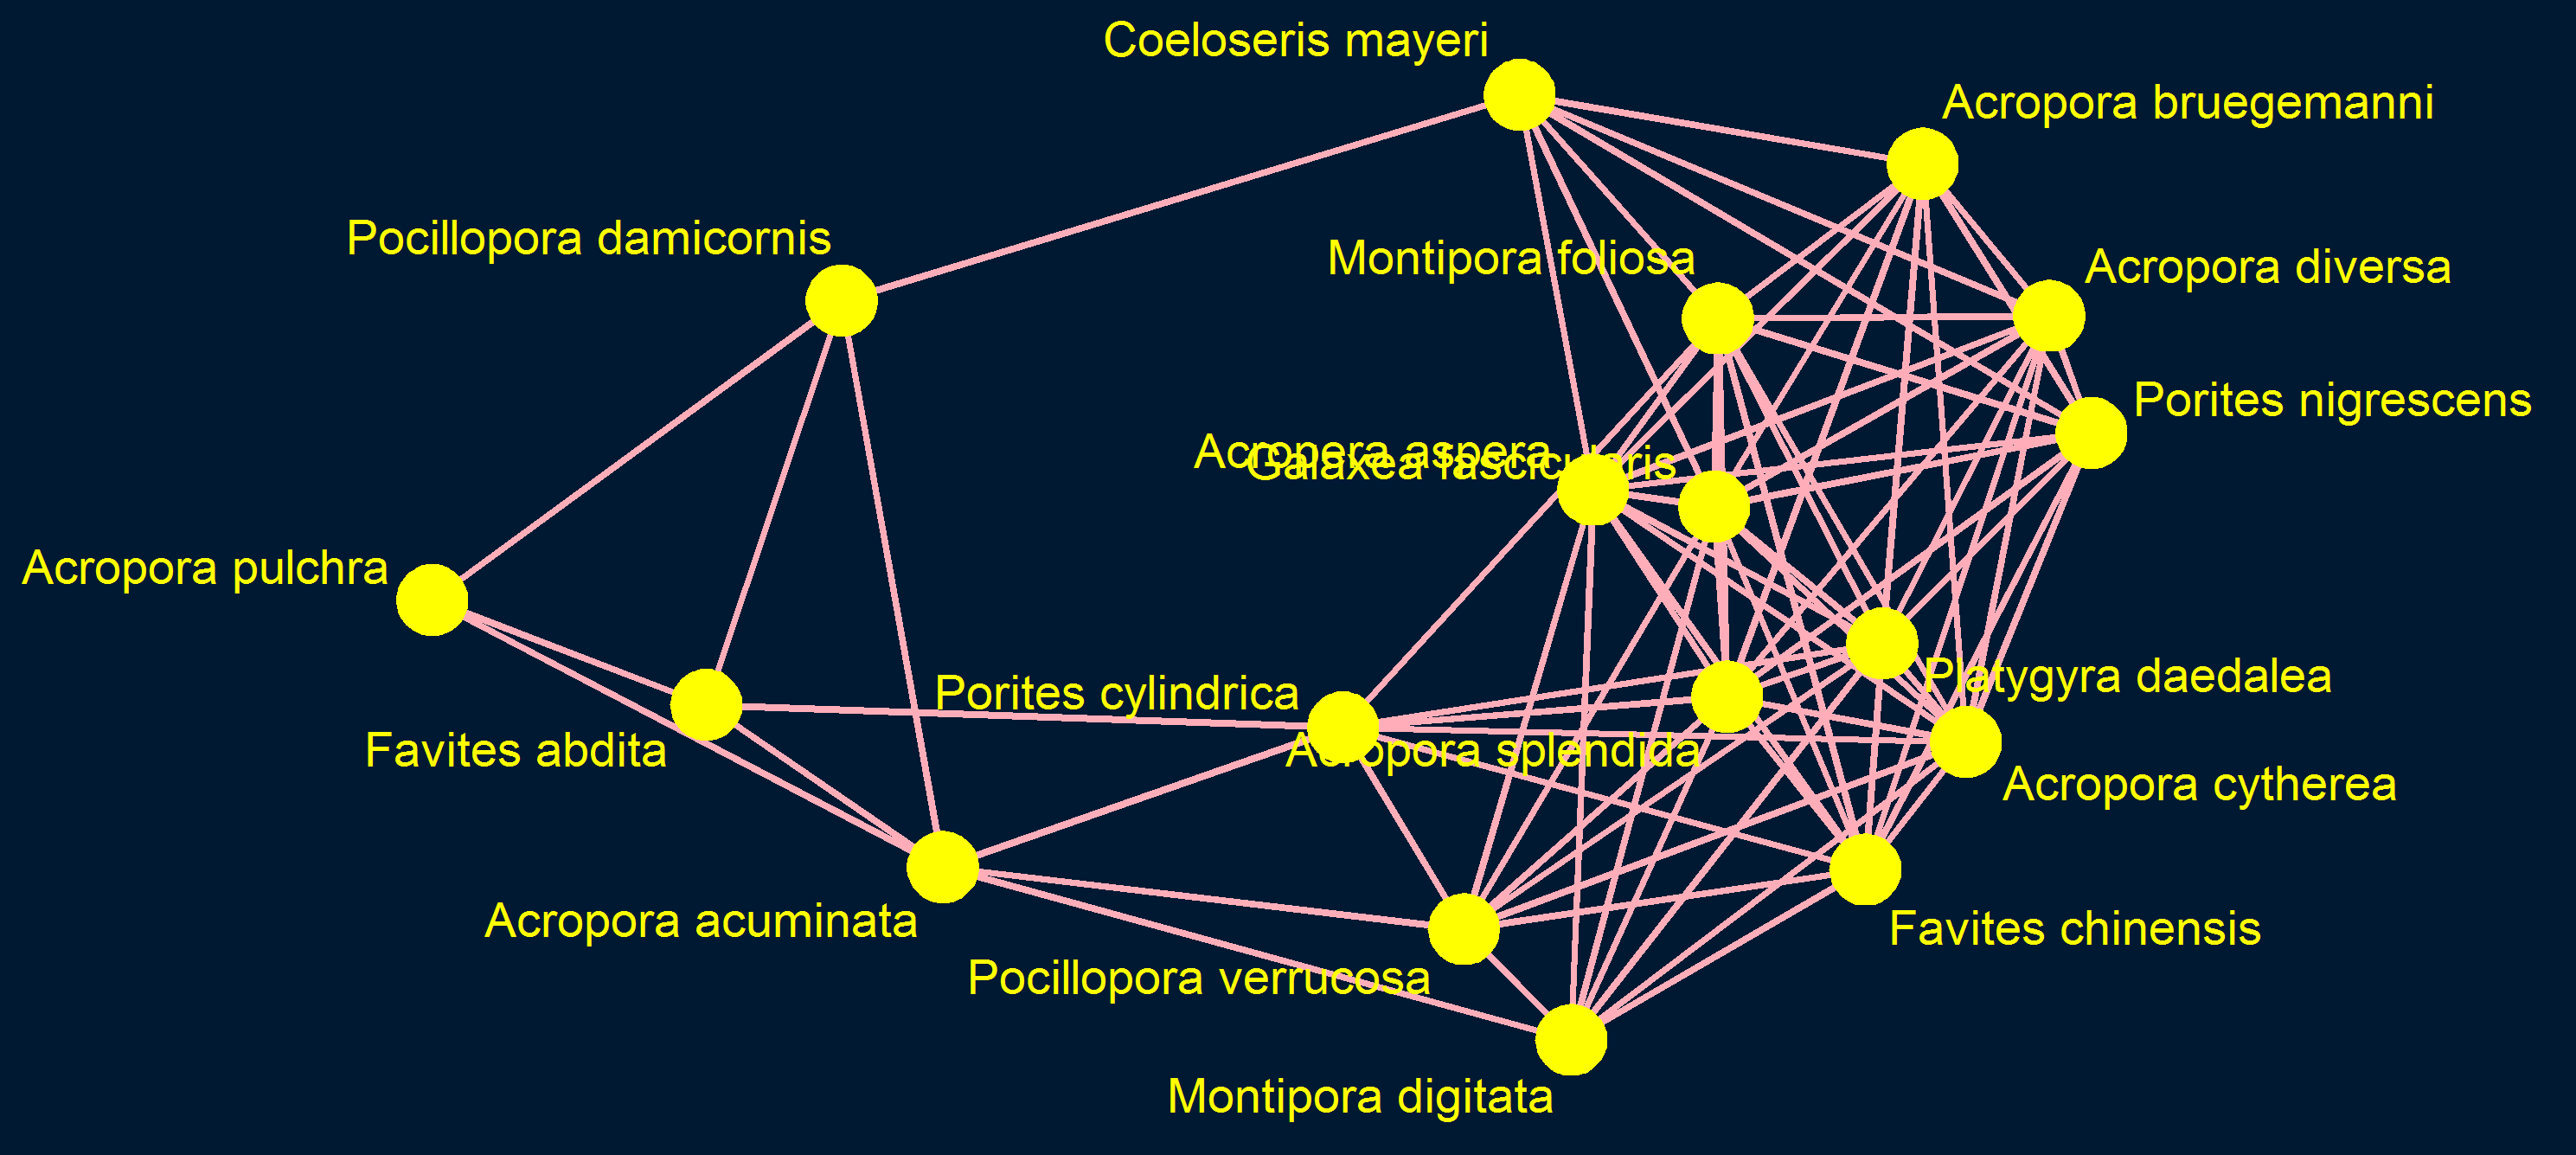 Coeloseris mayeri
Acropora bruegemanni
Pocillopora damicornis
Montipora foliosa
Acropora diversa
Porites nigrescens
Acropera aspera
Galaxea fascicularis
Acropora pulchra
Platygyra daedalea
Porites cylindrica
Favites abdita
Acropora splendida
Acropora cytherea
Acropora acuminata
Favites chinensis
Pocillopora verrucosa
Montipora digitata